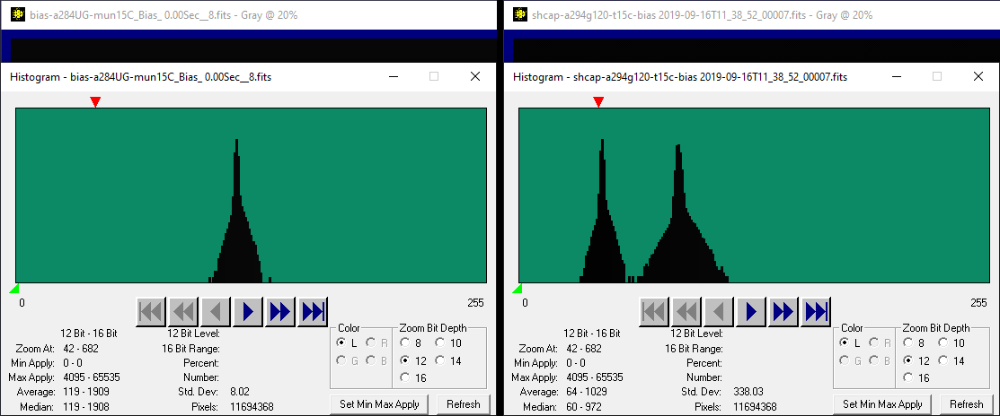 bias-a284UG-mun15C_Bias_ 0.00Sec__8.fits - Gray @ 20%
Histogram - bias-a284UG-mun15C_Bias_ 0.00Sec__8.fits
0 255
12 Bit - 16 Bit 12 Bit Level:
Zoom At: 42 - 682 16 Bit Range:
Min Apply: 0 - 0 Percent:
Max Apply: 4095 - 65535 Number:
Average: 119 - 1909 Std. Dev: 8.02
Median: 119 - 1908 Pixels: 11694368
Color
L R
G B
Zoom Bit Depth
8 10
12 14
16
Set Min Max Apply Refresh
shcap-a294g120-t15c-bias 2019-09-16T11_38_52_00007.fits - Gray @ 20%
Histogram - shcap-a294g120-t15c-bias 2019-09-16T11_38_52_00007.fits
0 255
12 Bit - 16 Bit 12 Bit Level:
Zoom At: 42 - 682 16 Bit Range:
Min Apply: 0 - 0 Percent:
Max Apply: 4095 - 65535 Number:
Average: 64 - 1029 Std. Dev: 338.03
Median: 60 - 972 Pixels: 11694368
Color
L R
G B
Zoom Bit Depth
8 10
12 14
16
Set Min Max Apply Refresh